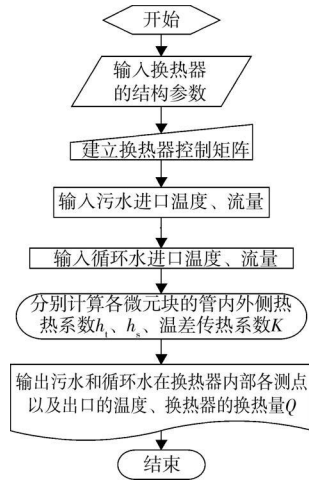 开始
输入换热器
的结构参数
建立换热器控制矩阵
输入污水进口温度、流量
输入循环水进口温度、流量
分别计算各微元块的管内外侧热
热系数hₜ、hₛ、温差传热系数K
输出污水和循环水在换热器内部各测点
以及出口的温度、换热器的换热量Q
结束